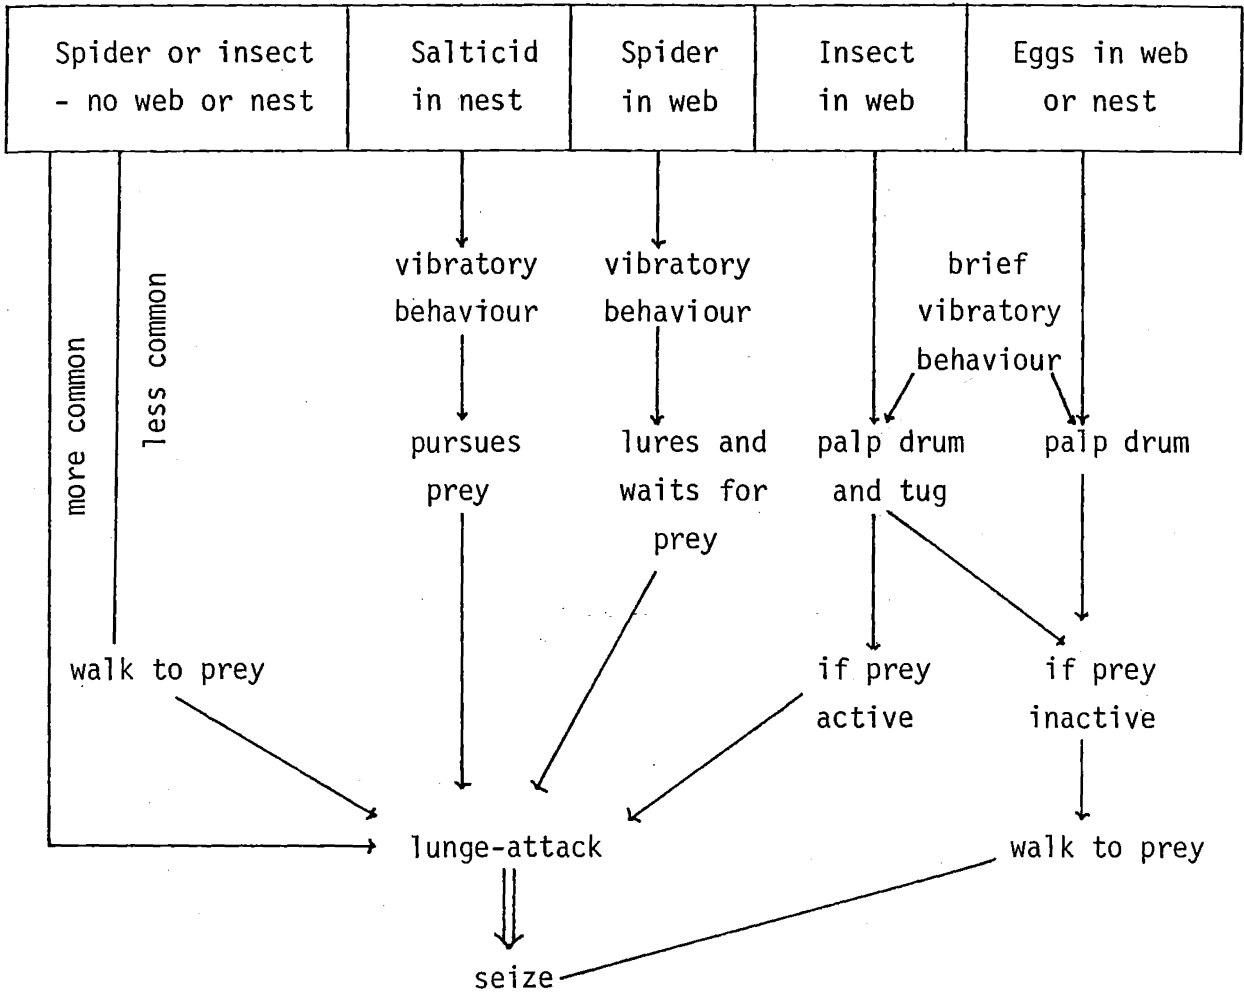 Spider or insect
- no web or nest
Salticid
in nest
Spider
in web
Insect
in web
Eggs in web
or nest
more common
less common
vibratory
behaviour
vibratory
behaviour
brief
vibratory
behaviour
pursues
prey
lures and
waits for
prey
palp drum
and tug
palp drum
walk to prey
if prey
active
if prey
inactive
lunge-attack
walk to prey
seize